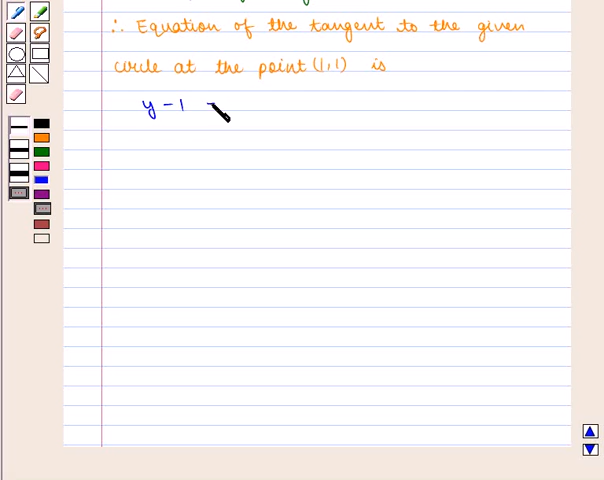 ∴ Equation of the tangent to the given
circle at the point (1,1) is
y - 1